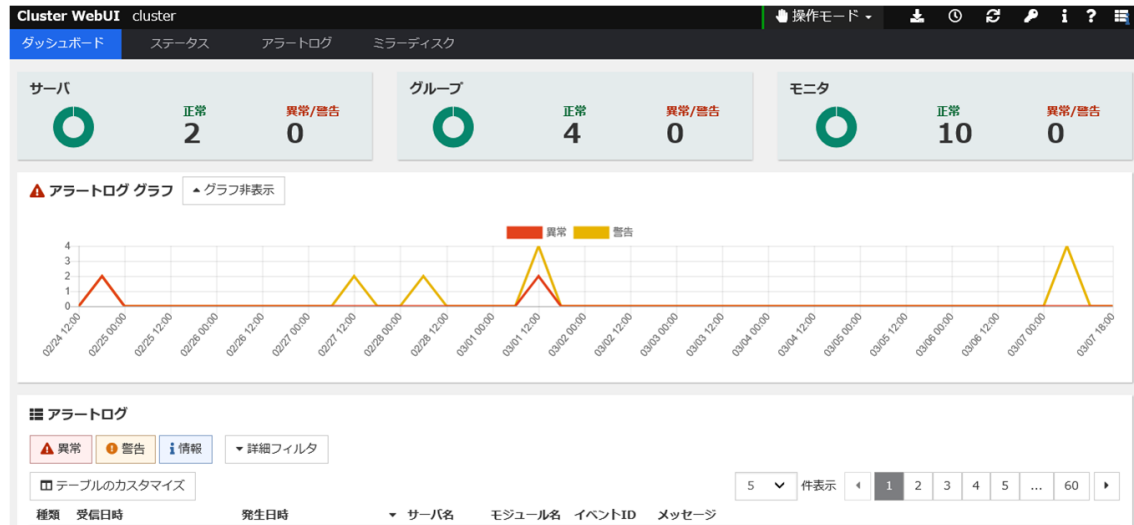 Cluster WebUI cluster 操作モード
ダッシュボード ステータス アラートログ ミラーディスク
サーバ グループ モニタ
正常 異常/警告 正常 異常/警告 正常 異常/警告
2 0 4 0 10 0
アラートログ グラフ グラフ非表示
異常 警告
4
3
2
1
0
02/24 12:00 02/25 00:00 02/25 12:00 02/26 00:00 02/26 12:00 02/27 00:00 02/27 12:00 02/28 00:00 02/28 12:00 03/01 00:00 03/01 12:00 03/02 00:00 03/02 12:00 03/03 00:00 03/03 12:00 03/04 00:00 03/04 12:00 03/05 00:00 03/05 12:00 03/06 00:00 03/06 12:00 03/07 00:00 03/07 18:00
アラートログ
異常 警告 情報 詳細フィルタ
テーブルのカスタマイズ 5 件表示 1 2 3 4 5 ... 60
種類 受信日時 発生日時 サーバ名 モジュール名 イベントID メッセージ